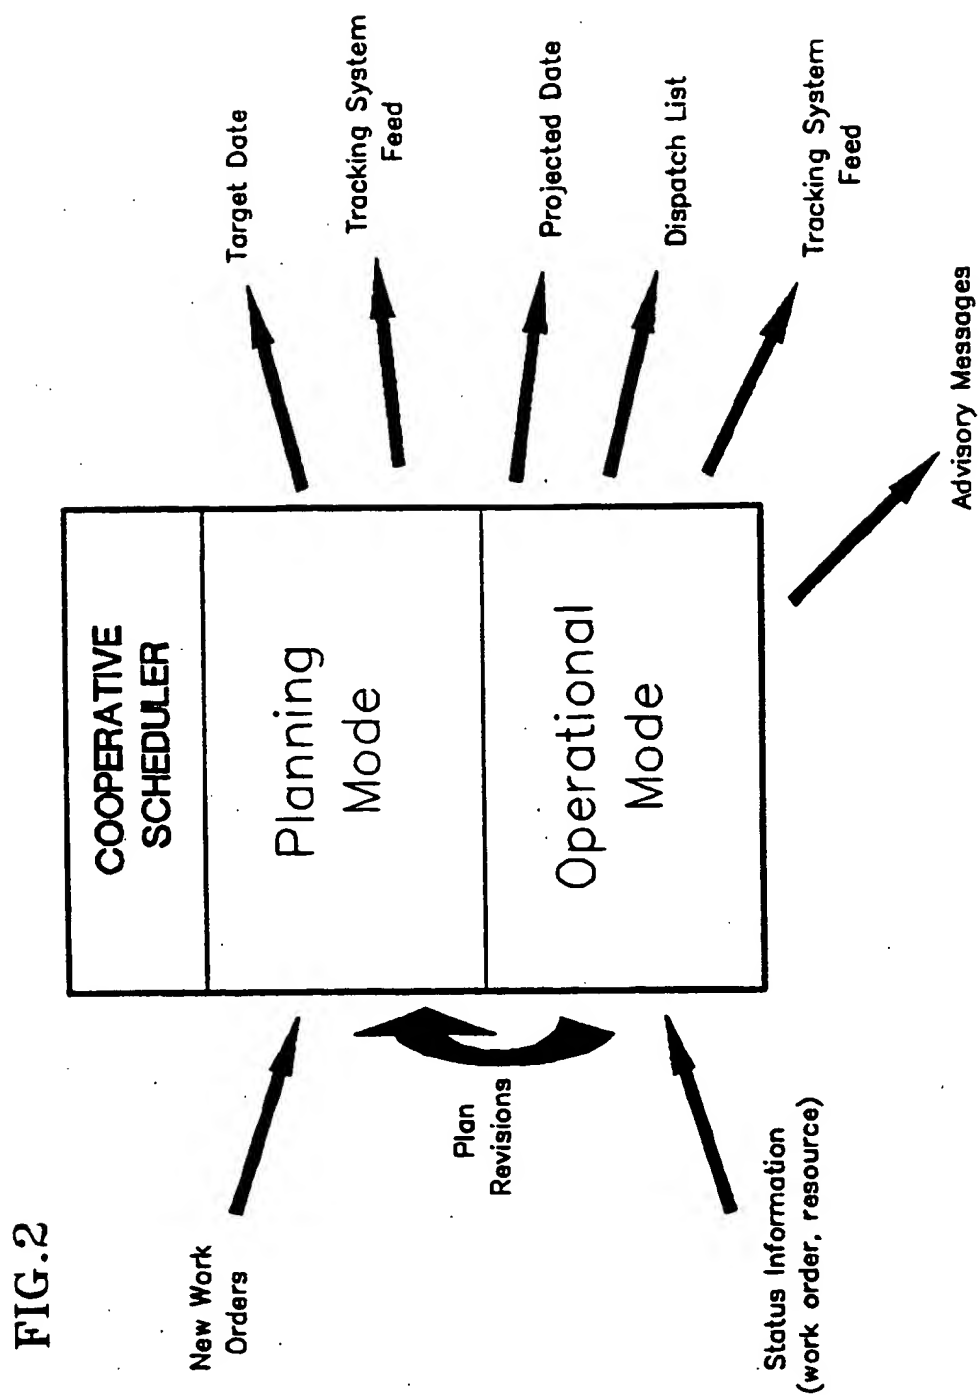 FIG.2
COOPERATIVE
SCHEDULER
Planning
Mode
Operational
Mode
New Work
Orders
Plan
Revisions
Status Information
(work order, resource)
Target Date
Tracking System
Feed
Projected Date
Dispatch List
Tracking System
Feed
Advisory Messages